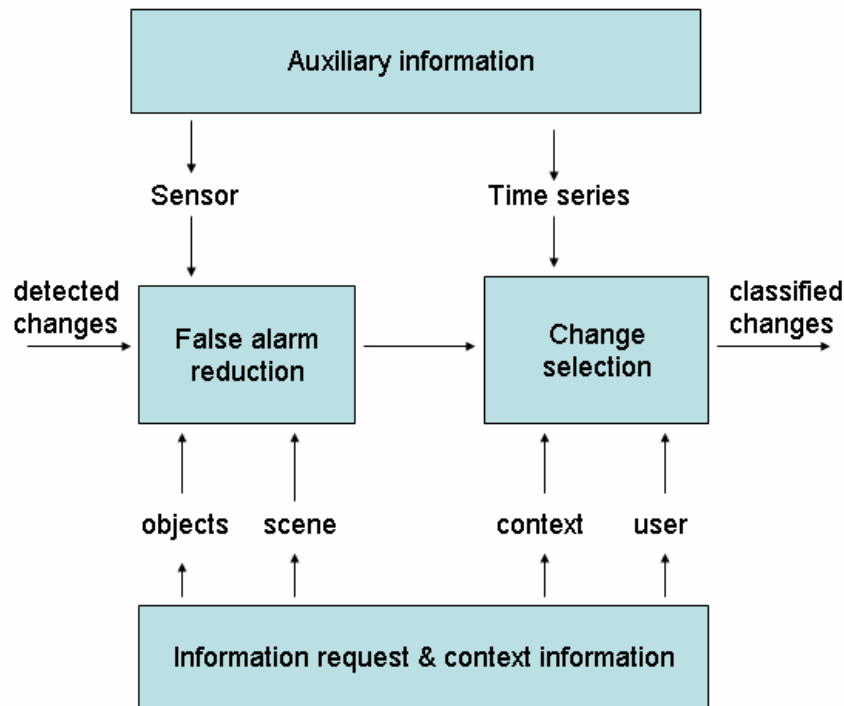 Auxiliary information
Sensor
Time series
detected
changes
False alarm
reduction
Change
selection
classified
changes
objects
scene
context
user
Information request & context information